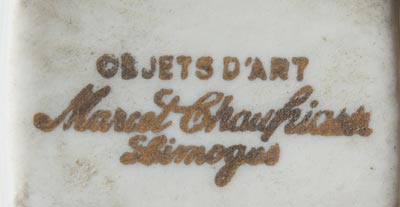 OBJETS D'ART
Marcel Chaufriasse
Limoges